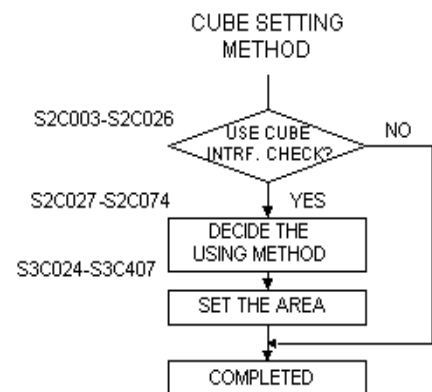 CUBE SETTING
METHOD
S2C003-S2C026
USE CUBE
INTRF. CHECK?
NO
S2C027-S2C074
YES
DECIDE THE
USING METHOD
S3C024-S3C407
SET THE AREA
COMPLETED